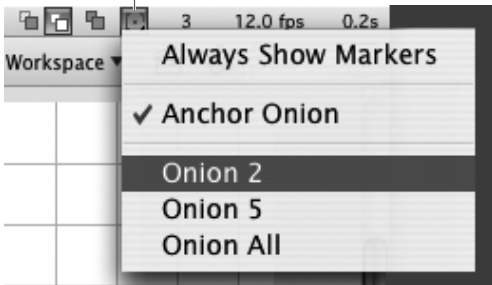 3 12.0 fps 0.2s
Workspace
Always Show Markers
✓ Anchor Onion
Onion 2
Onion 5
Onion All